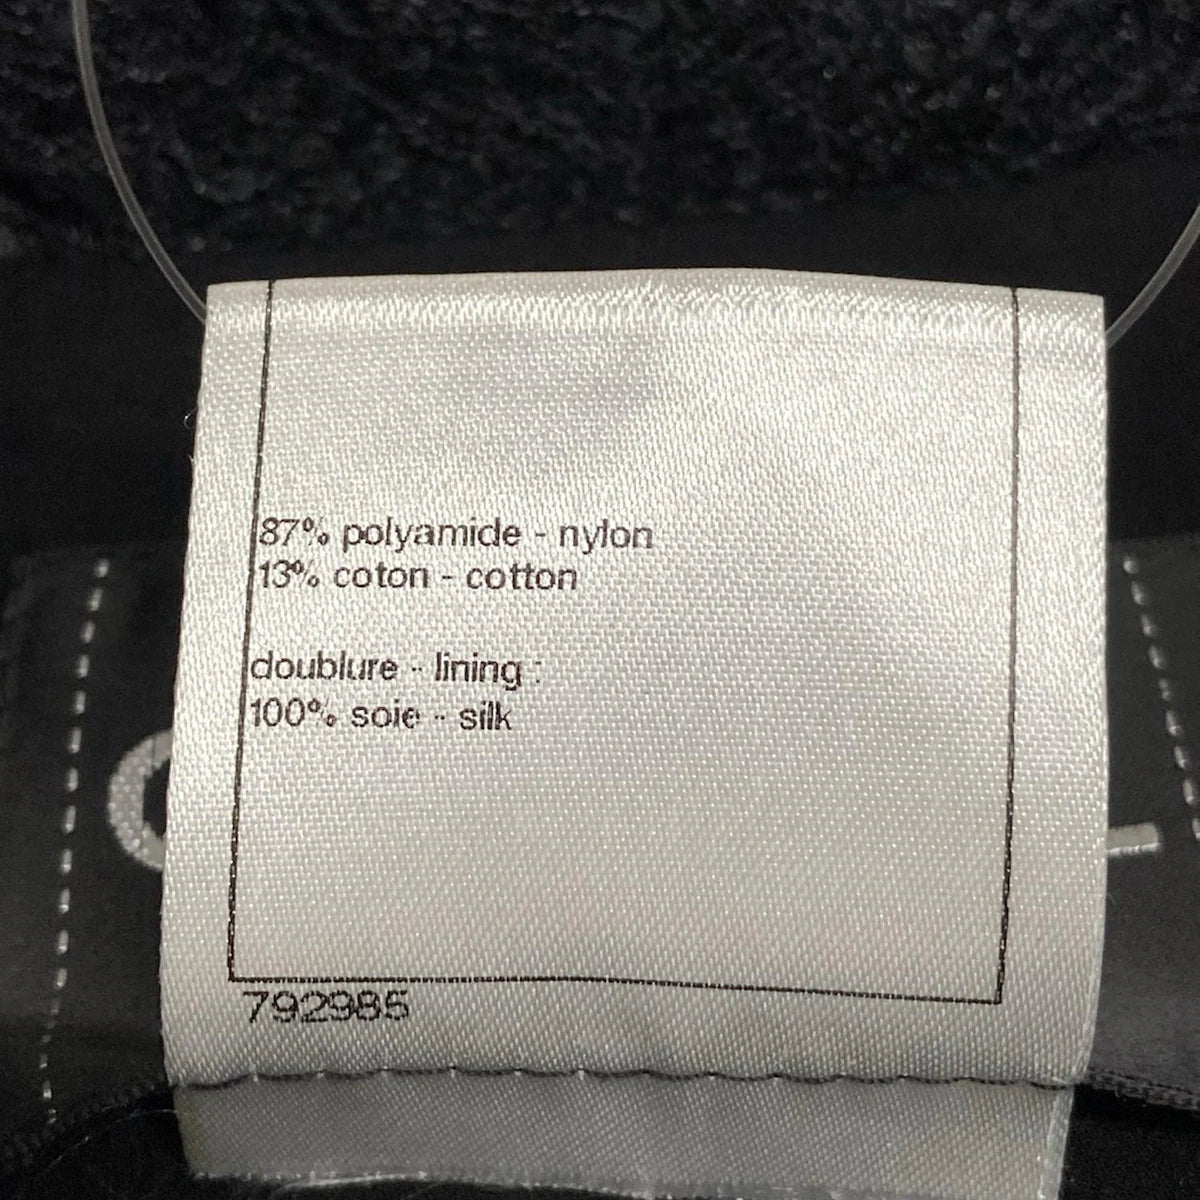 87% polyamide - nylon
13% coton - cotton
doublure - lining :
100% soie - silk
792985